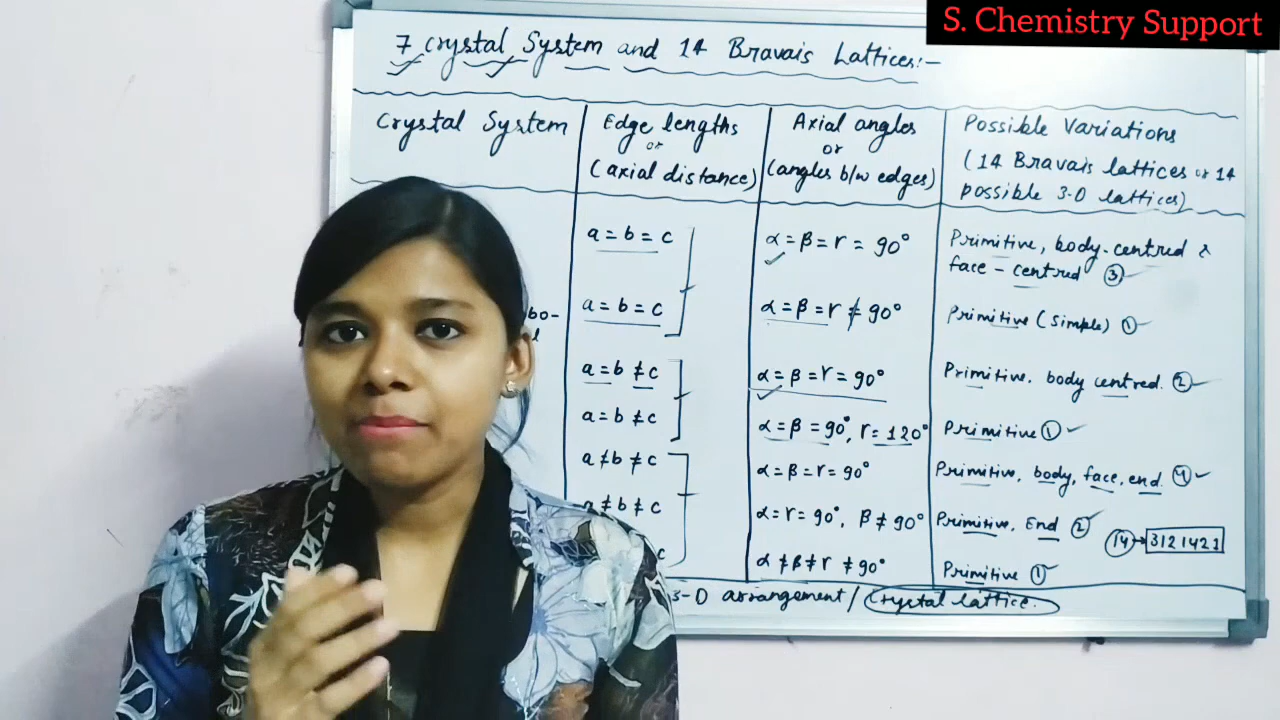 S. Chemistry Support
7 crystal System and 14 Bravais Lattices:-
Crystal System
Edge lengths
or
(axial distance)
Axial angles
or
(angles b/w edges)
Possible Variations
(14 Bravais lattices or 14
possible 3-D lattices)
a = b = c
α = β = r = 90°
Primitive, body-centred &
face-centred ③
bo-
l
a = b = c
α = β = r ≠ 90°
Primitive (Simple) ①
a = b ≠ c
α = β = r = 90°
Primitive, body centred. ②
a = b ≠ c
α = β = 90°, r = 120°
Primitive ①
a ≠ b ≠ c
α = β = r = 90°
Primitive, body, face, end ④
a ≠ b ≠ c
α = r = 90°, β ≠ 90°
Primitive, End ②
14 → 3121421
c
α ≠ β ≠ r ≠ 90°
Primitive ①
3-D arrangement / Crystal lattice.